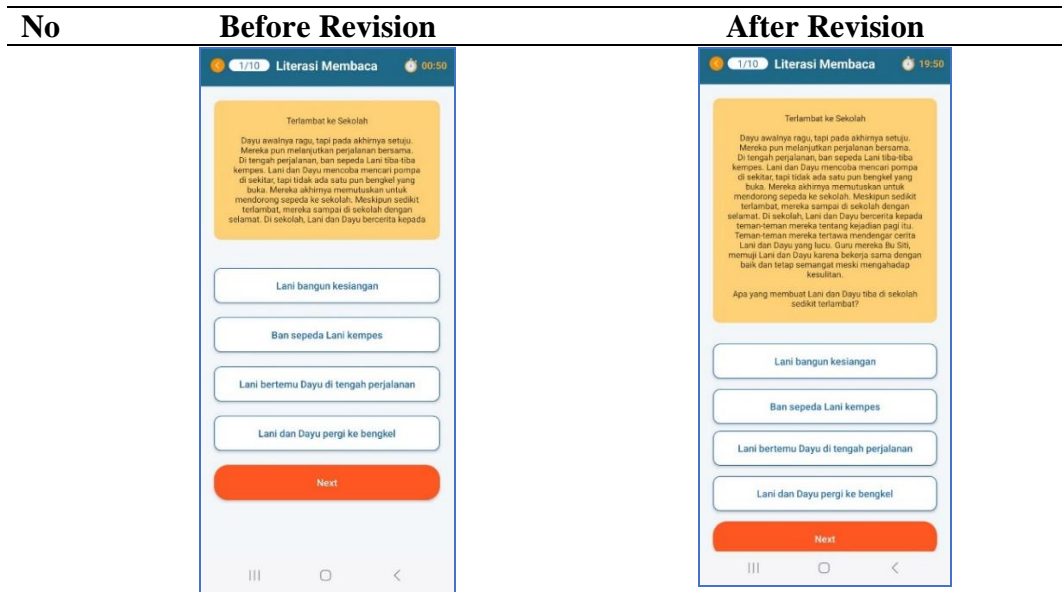 No Before Revision After Revision
1/10 Literasi Membaca 00:50
Terlambat ke Sekolah
Dayu awalnya ragu, tapi pada akhirnya setuju.
Mereka pun melanjutkan perjalanan bersama.
Di tengah perjalanan, ban sepeda Lani tiba-tiba
kempes. Lani dan Dayu mencoba mencari pompa
di sekitar, tapi tidak ada satu pun bengkel yang
buka. Mereka akhirnya memutuskan untuk
mendorong sepeda ke sekolah. Meskipun sedikit
terlambat, mereka sampai di sekolah dengan
selamat. Di sekolah, Lani dan Dayu bercerita kepada
Lani bangun kesiangan
Ban sepeda Lani kempes
Lani bertemu Dayu di tengah perjalanan
Lani dan Dayu pergi ke bengkel
Next
1/10 Literasi Membaca 19:50
Terlambat ke Sekolah
Dayu awalnya ragu, tapi pada akhirnya setuju.
Mereka pun melanjutkan perjalanan bersama.
Di tengah perjalanan, ban sepeda Lani tiba-tiba
kempes. Lani dan Dayu mencoba mencari pompa
di sekitar, tapi tidak ada satu pun bengkel yang
buka. Mereka akhirnya memutuskan untuk
mendorong sepeda ke sekolah. Meskipun sedikit
terlambat, mereka sampai di sekolah dengan
selamat. Di sekolah, Lani dan Dayu bercerita kepada
teman-teman mereka tentang kejadian pagi itu.
Teman-teman mereka tertawa mendengar cerita
Lani dan Dayu yang lucu. Guru mereka Bu Siti,
memuji Lani dan Dayu karena bekerja sama dengan
baik dan tetap semangat meski mengahadap
kesulitan.
Apa yang membuat Lani dan Dayu tiba di sekolah
sedikit terlambat?
Lani bangun kesiangan
Ban sepeda Lani kempes
Lani bertemu Dayu di tengah perjalanan
Lani dan Dayu pergi ke bengkel
Next